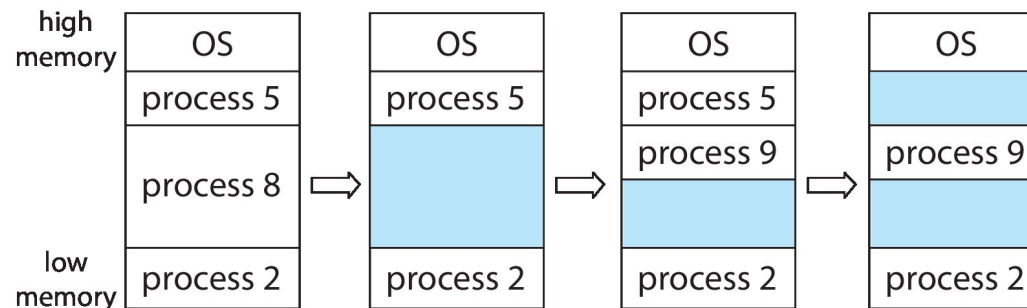 high
memory
OS
process 5
process 8
process 2
low
memory
OS
process 5
process 2
OS
process 5
process 9
process 2
OS
process 9
process 2